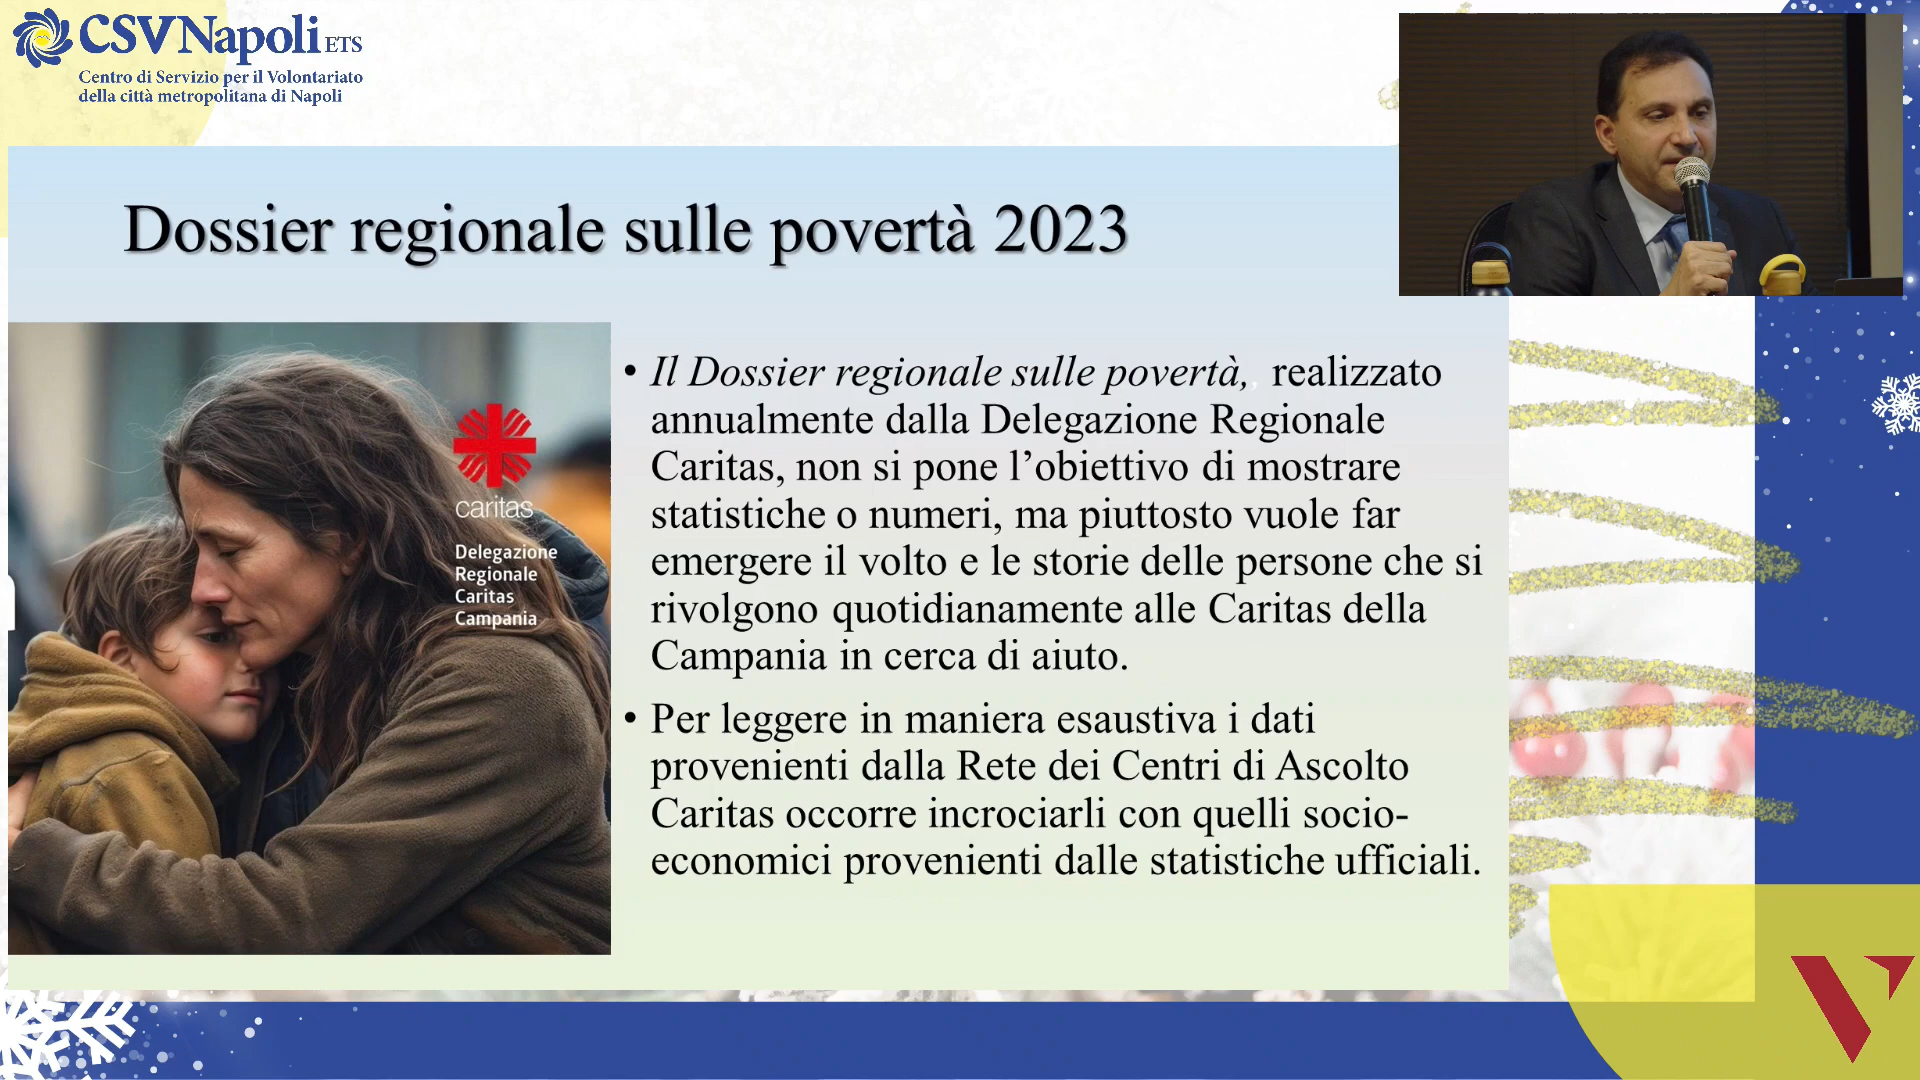 CSVNapoli ETS
Centro di Servizio per il Volontariato
della città metropolitana di Napoli
Dossier regionale sulle povertà 2023
caritas
Delegazione
Regionale
Caritas
Campania
• Il Dossier regionale sulle povertà,, realizzato
annualmente dalla Delegazione Regionale
Caritas, non si pone l’obiettivo di mostrare
statistiche o numeri, ma piuttosto vuole far
emergere il volto e le storie delle persone che si
rivolgono quotidianamente alle Caritas della
Campania in cerca di aiuto.
• Per leggere in maniera esaustiva i dati
provenienti dalla Rete dei Centri di Ascolto
Caritas occorre incrociarli con quelli socio-
economici provenienti dalle statistiche ufficiali.